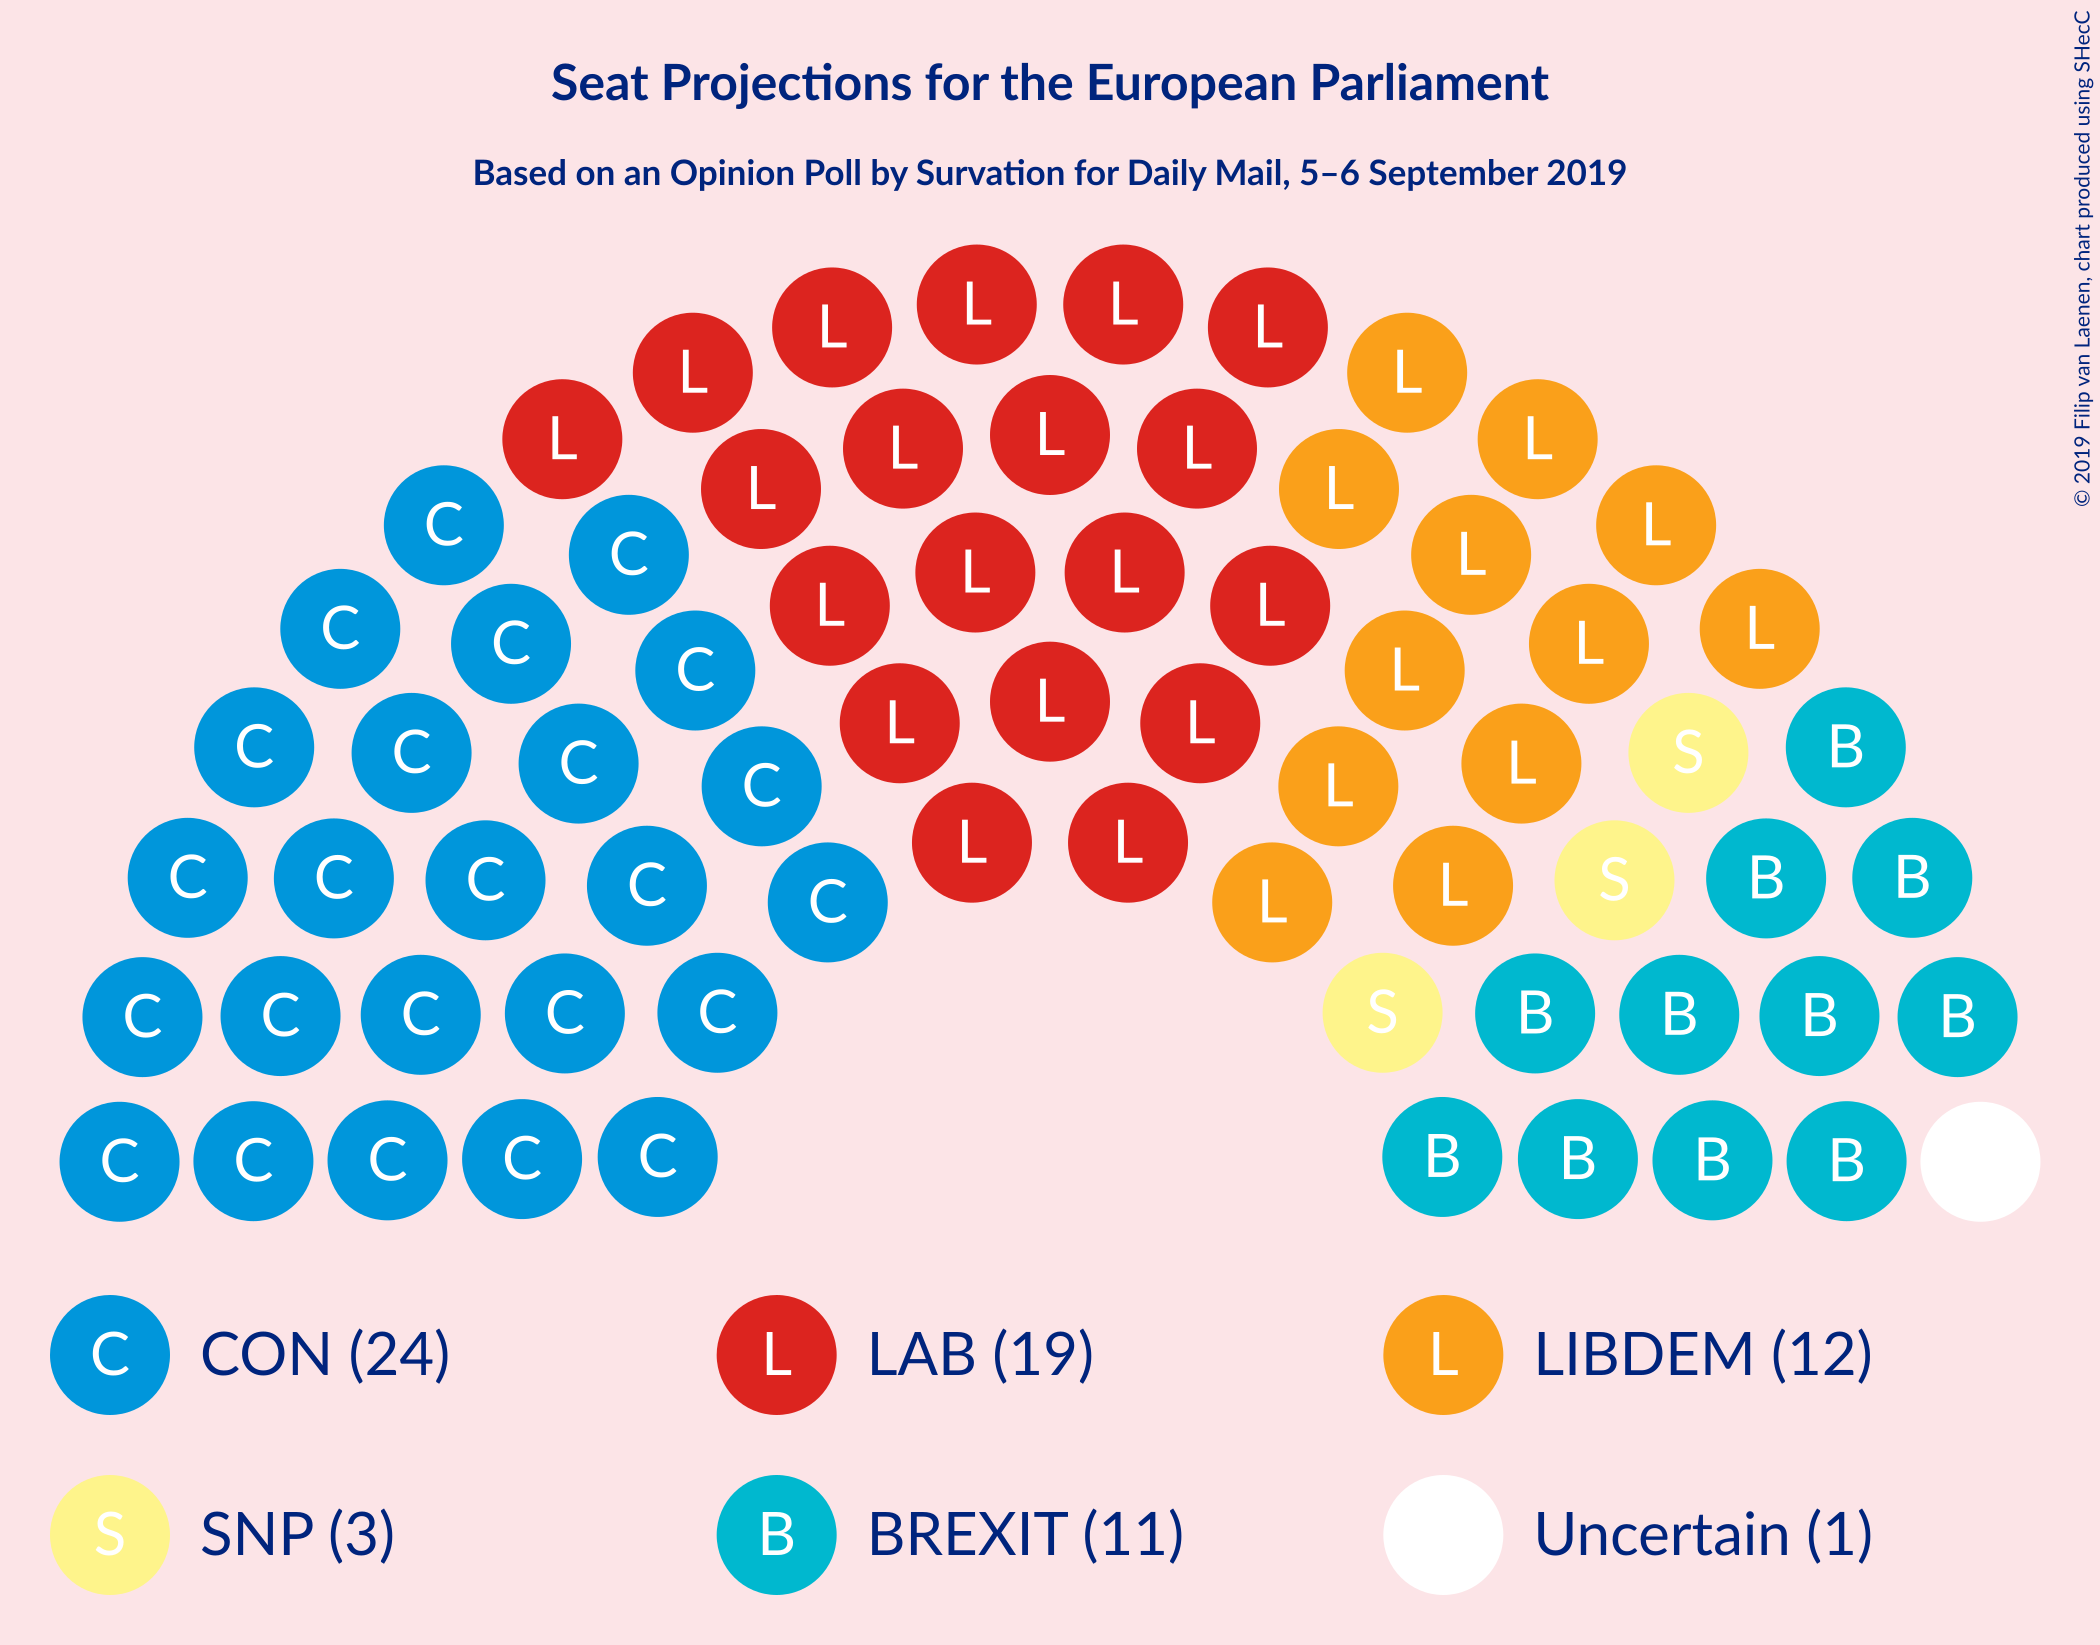 Seat Projections for the European Parliament
Based on an Opinion Poll by Survation for Daily Mail, 5–6 September 2019
© 2019 Filip van Laenen, chart produced using SHecC
L L L L
L L L L
L L L L L
C C L L
C L L L L L L
C C L L
C C C L L L L L S B
C C C C C L L L L S B B
C C C C C S B B B B
C C C C C B B B B
C CON (24) L LAB (19) L LIBDEM (12)
S SNP (3) B BREXIT (11) Uncertain (1)